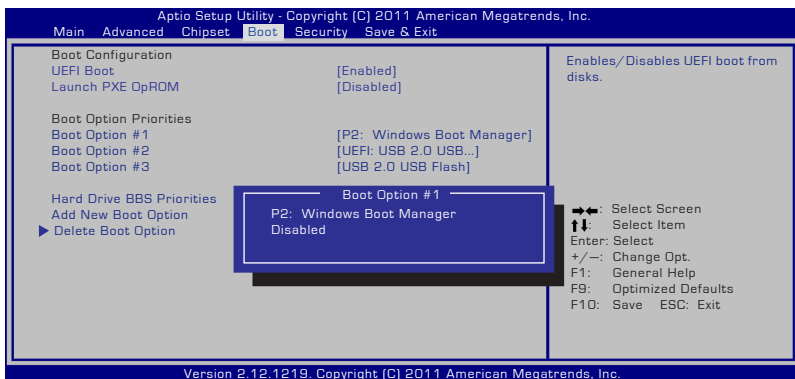 Aptio Setup Utility - Copyright (C) 2011 American Megatrends, Inc.
Main Advanced Chipset Boot Security Save & Exit
Boot Configuration
UEFI Boot [Enabled]
Launch PXE OpROM [Disabled]
Boot Option Priorities
Boot Option #1 [P2: Windows Boot Manager]
Boot Option #2 [UEFI: USB 2.0 USB...]
Boot Option #3 [USB 2.0 USB Flash]
Hard Drive BBS Priorities
Add New Boot Option
Delete Boot Option
Boot Option #1
P2: Windows Boot Manager
Disabled
Enables/Disables UEFI boot from
disks.
→←: Select Screen
↑↓: Select Item
Enter: Select
+/—: Change Opt.
F1: General Help
F9: Optimized Defaults
F10: Save ESC: Exit
Version 2.12.1219. Copyright (C) 2011 American Megatrends, Inc.